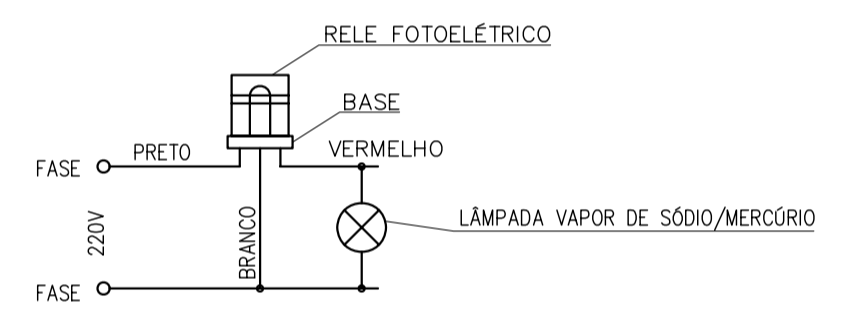 RELE FOTOELÉTRICO
BASE
PRETO
VERMELHO
FASE
220V
BRANCO
LÂMPADA VAPOR DE SÓDIO/MERCÚRIO
FASE